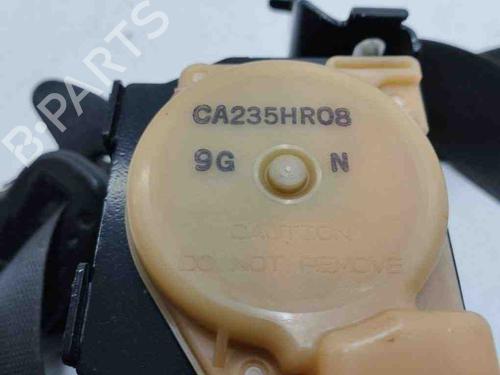 B-PARTS
CA235HR08
9G N
CAUTION
DO NOT REMOVE